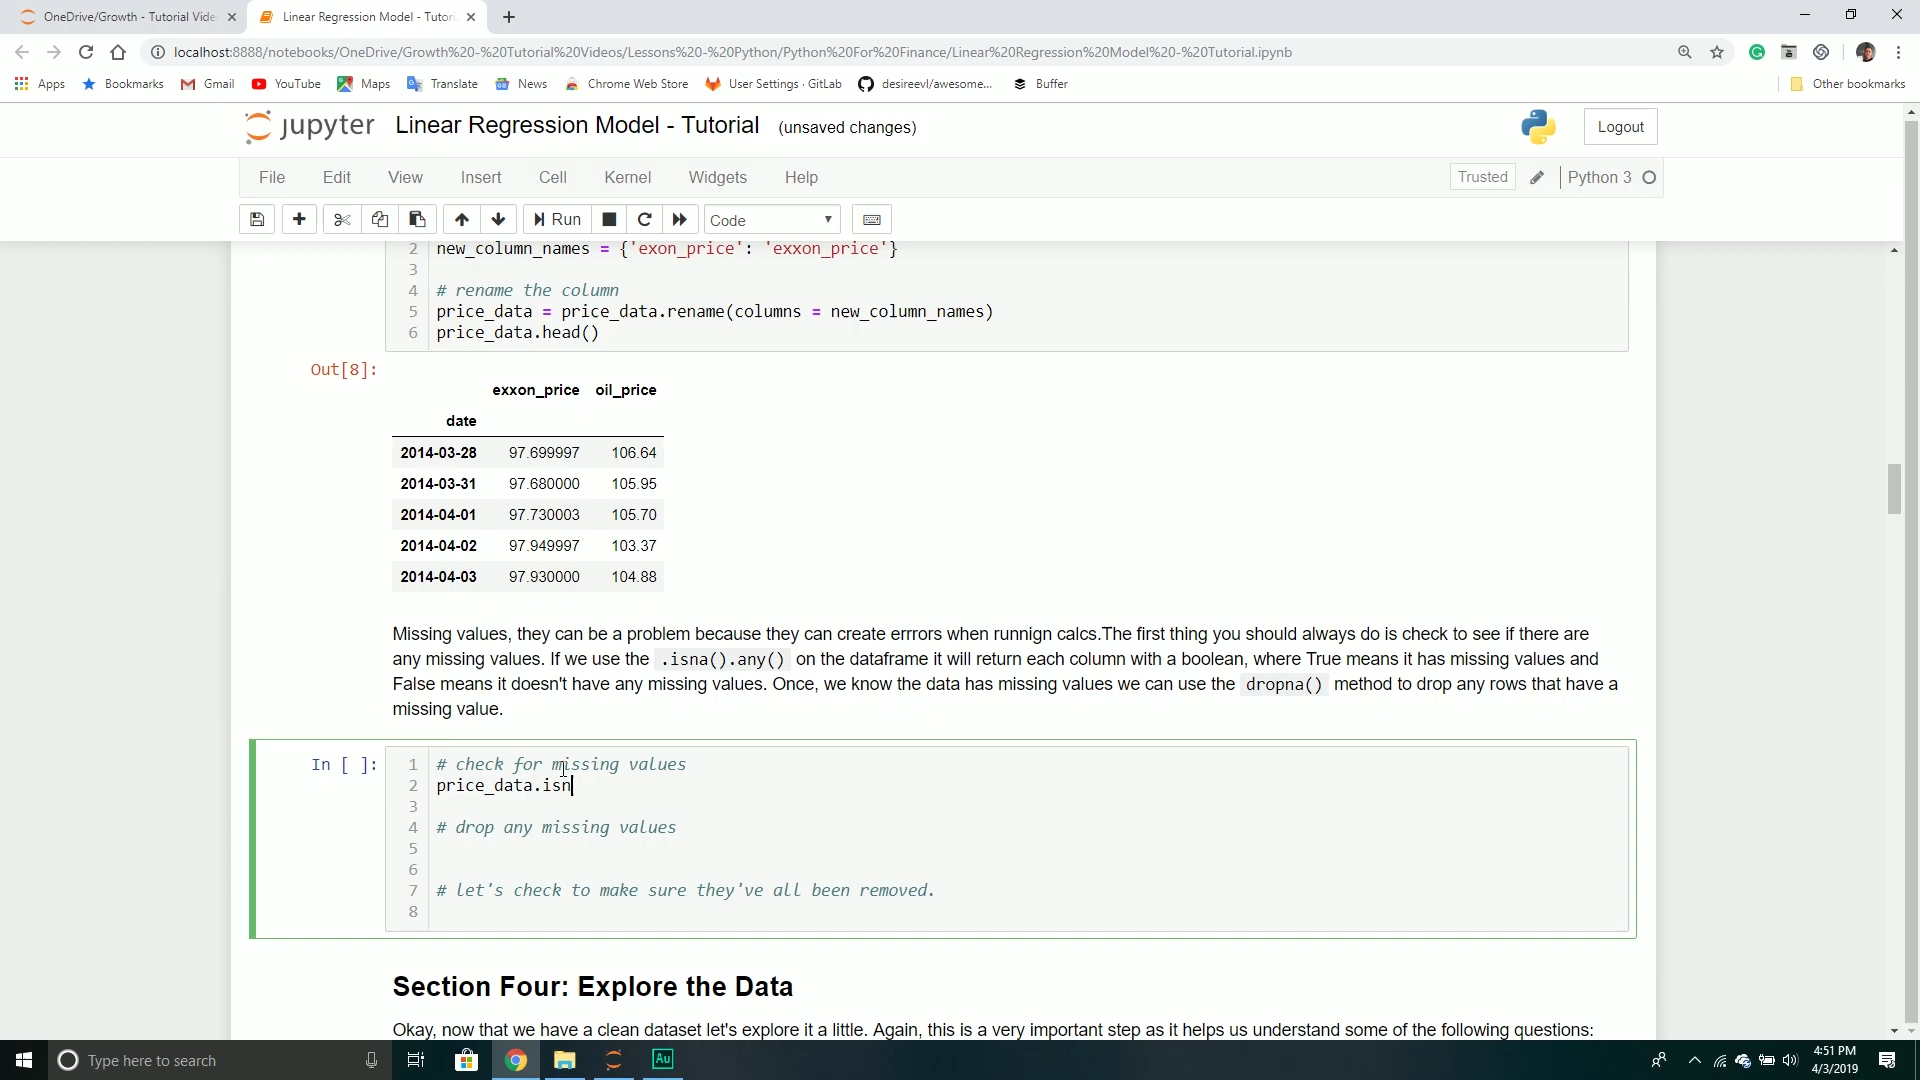 OneDrive/Growth - Tutorial Vide
Linear Regression Model - Tutori
localhost:8888/notebooks/OneDrive/Growth%20-%20Tutorial%20Videos/Lessons%20-%20Python/Python%20For%20Finance/Linear%20Regression%20Model%20-%20Tutorial.ipynb
Apps Bookmarks Gmail YouTube Maps Translate News Chrome Web Store User Settings · GitLab desireevl/awesome... Buffer Other bookmarks
jupyter Linear Regression Model - Tutorial (unsaved changes) Logout
File Edit View Insert Cell Kernel Widgets Help Trusted Python 3
Run Code
2 new_column_names = {'exon_price': 'exxon_price'}
3
4 # rename the column
5 price_data = price_data.rename(columns = new_column_names)
6 price_data.head()
Out[8]:
exxon_price oil_price
date
2014-03-28 97.699997 106.64
2014-03-31 97.680000 105.95
2014-04-01 97.730003 105.70
2014-04-02 97.949997 103.37
2014-04-03 97.930000 104.88
Missing values, they can be a problem because they can create errrors when runnign calcs.The first thing you should always do is check to see if there are
any missing values. If we use the .isna().any() on the dataframe it will return each column with a boolean, where True means it has missing values and
False means it doesn't have any missing values. Once, we know the data has missing values we can use the dropna() method to drop any rows that have a
missing value.
In [ ]: 1 # check for missing values
2 price_data.isn
3
4 # drop any missing values
5
6
7 # let's check to make sure they've all been removed.
8
Section Four: Explore the Data
Okay, now that we have a clean dataset let's explore it a little. Again, this is a very important step as it helps us understand some of the following questions:
Type here to search
Au
4:51 PM
4/3/2019